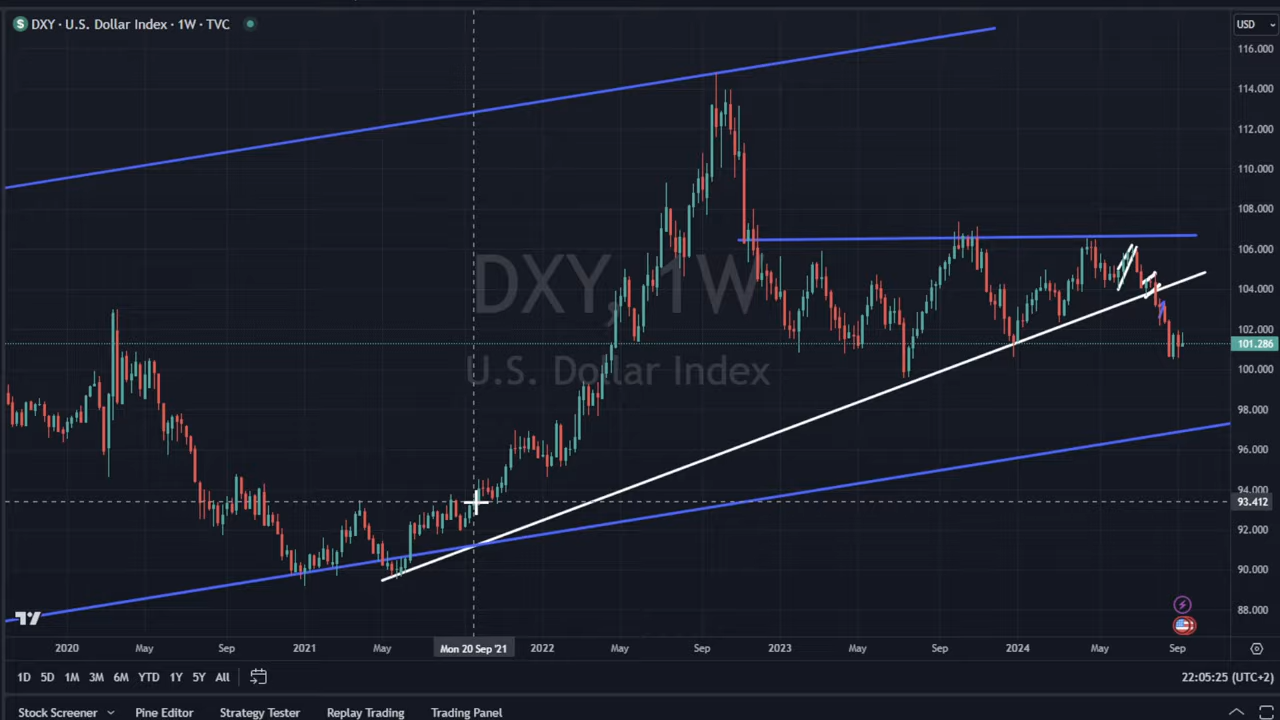 DXY · U.S. Dollar Index · 1W · TVC
USD
116.000
114.000
112.000
110.000
108.000
106.000
104.000
102.000
101.286
100.000
98.000
96.000
94.000
93.412
92.000
90.000
88.000
DXY, 1W
U.S. Dollar Index
2020 May Sep 2021 May Mon 20 Sep '21 2022 May Sep 2023 May Sep 2024 May Sep
1D 5D 1M 3M 6M YTD 1Y 5Y All 22:05:25 (UTC+2)
Stock Screener Pine Editor Strategy Tester Replay Trading Trading Panel